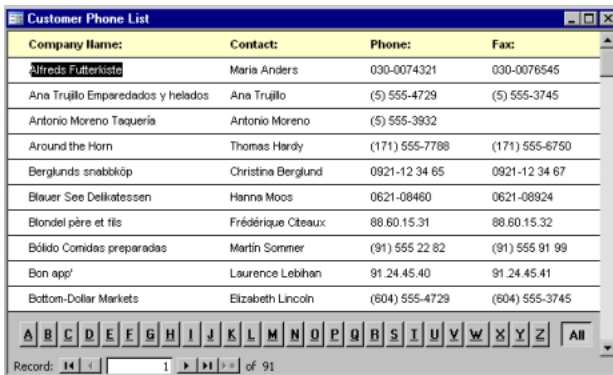 Customer Phone List
Company Name: Contact: Phone: Fax:
Alfreds Futterkiste Maria Anders 030-0074321 030-0076545
Ana Trujillo Emparedados y helados Ana Trujillo (5) 555-4729 (5) 555-3745
Antonio Moreno Taquería Antonio Moreno (5) 555-3932
Around the Horn Thomas Hardy (171) 555-7788 (171) 555-6750
Berglunds snabbköp Christina Berglund 0921-12 34 65 0921-12 34 67
Blauer See Delikatessen Hanna Moos 0621-08460 0621-08924
Blondel père et fils Frédérique Citeaux 88.60.15.31 88.60.15.32
Bólido Comidas preparadas Martín Sommer (91) 555 22 82 (91) 555 91 99
Bon app' Laurence Lebihan 91.24.45.40 91.24.45.41
Bottom-Dollar Markets Elizabeth Lincoln (604) 555-4729 (604) 555-3745
A B C D E F G H I J K L M N O P Q R S T U V W X Y Z All
Record: 1 of 91